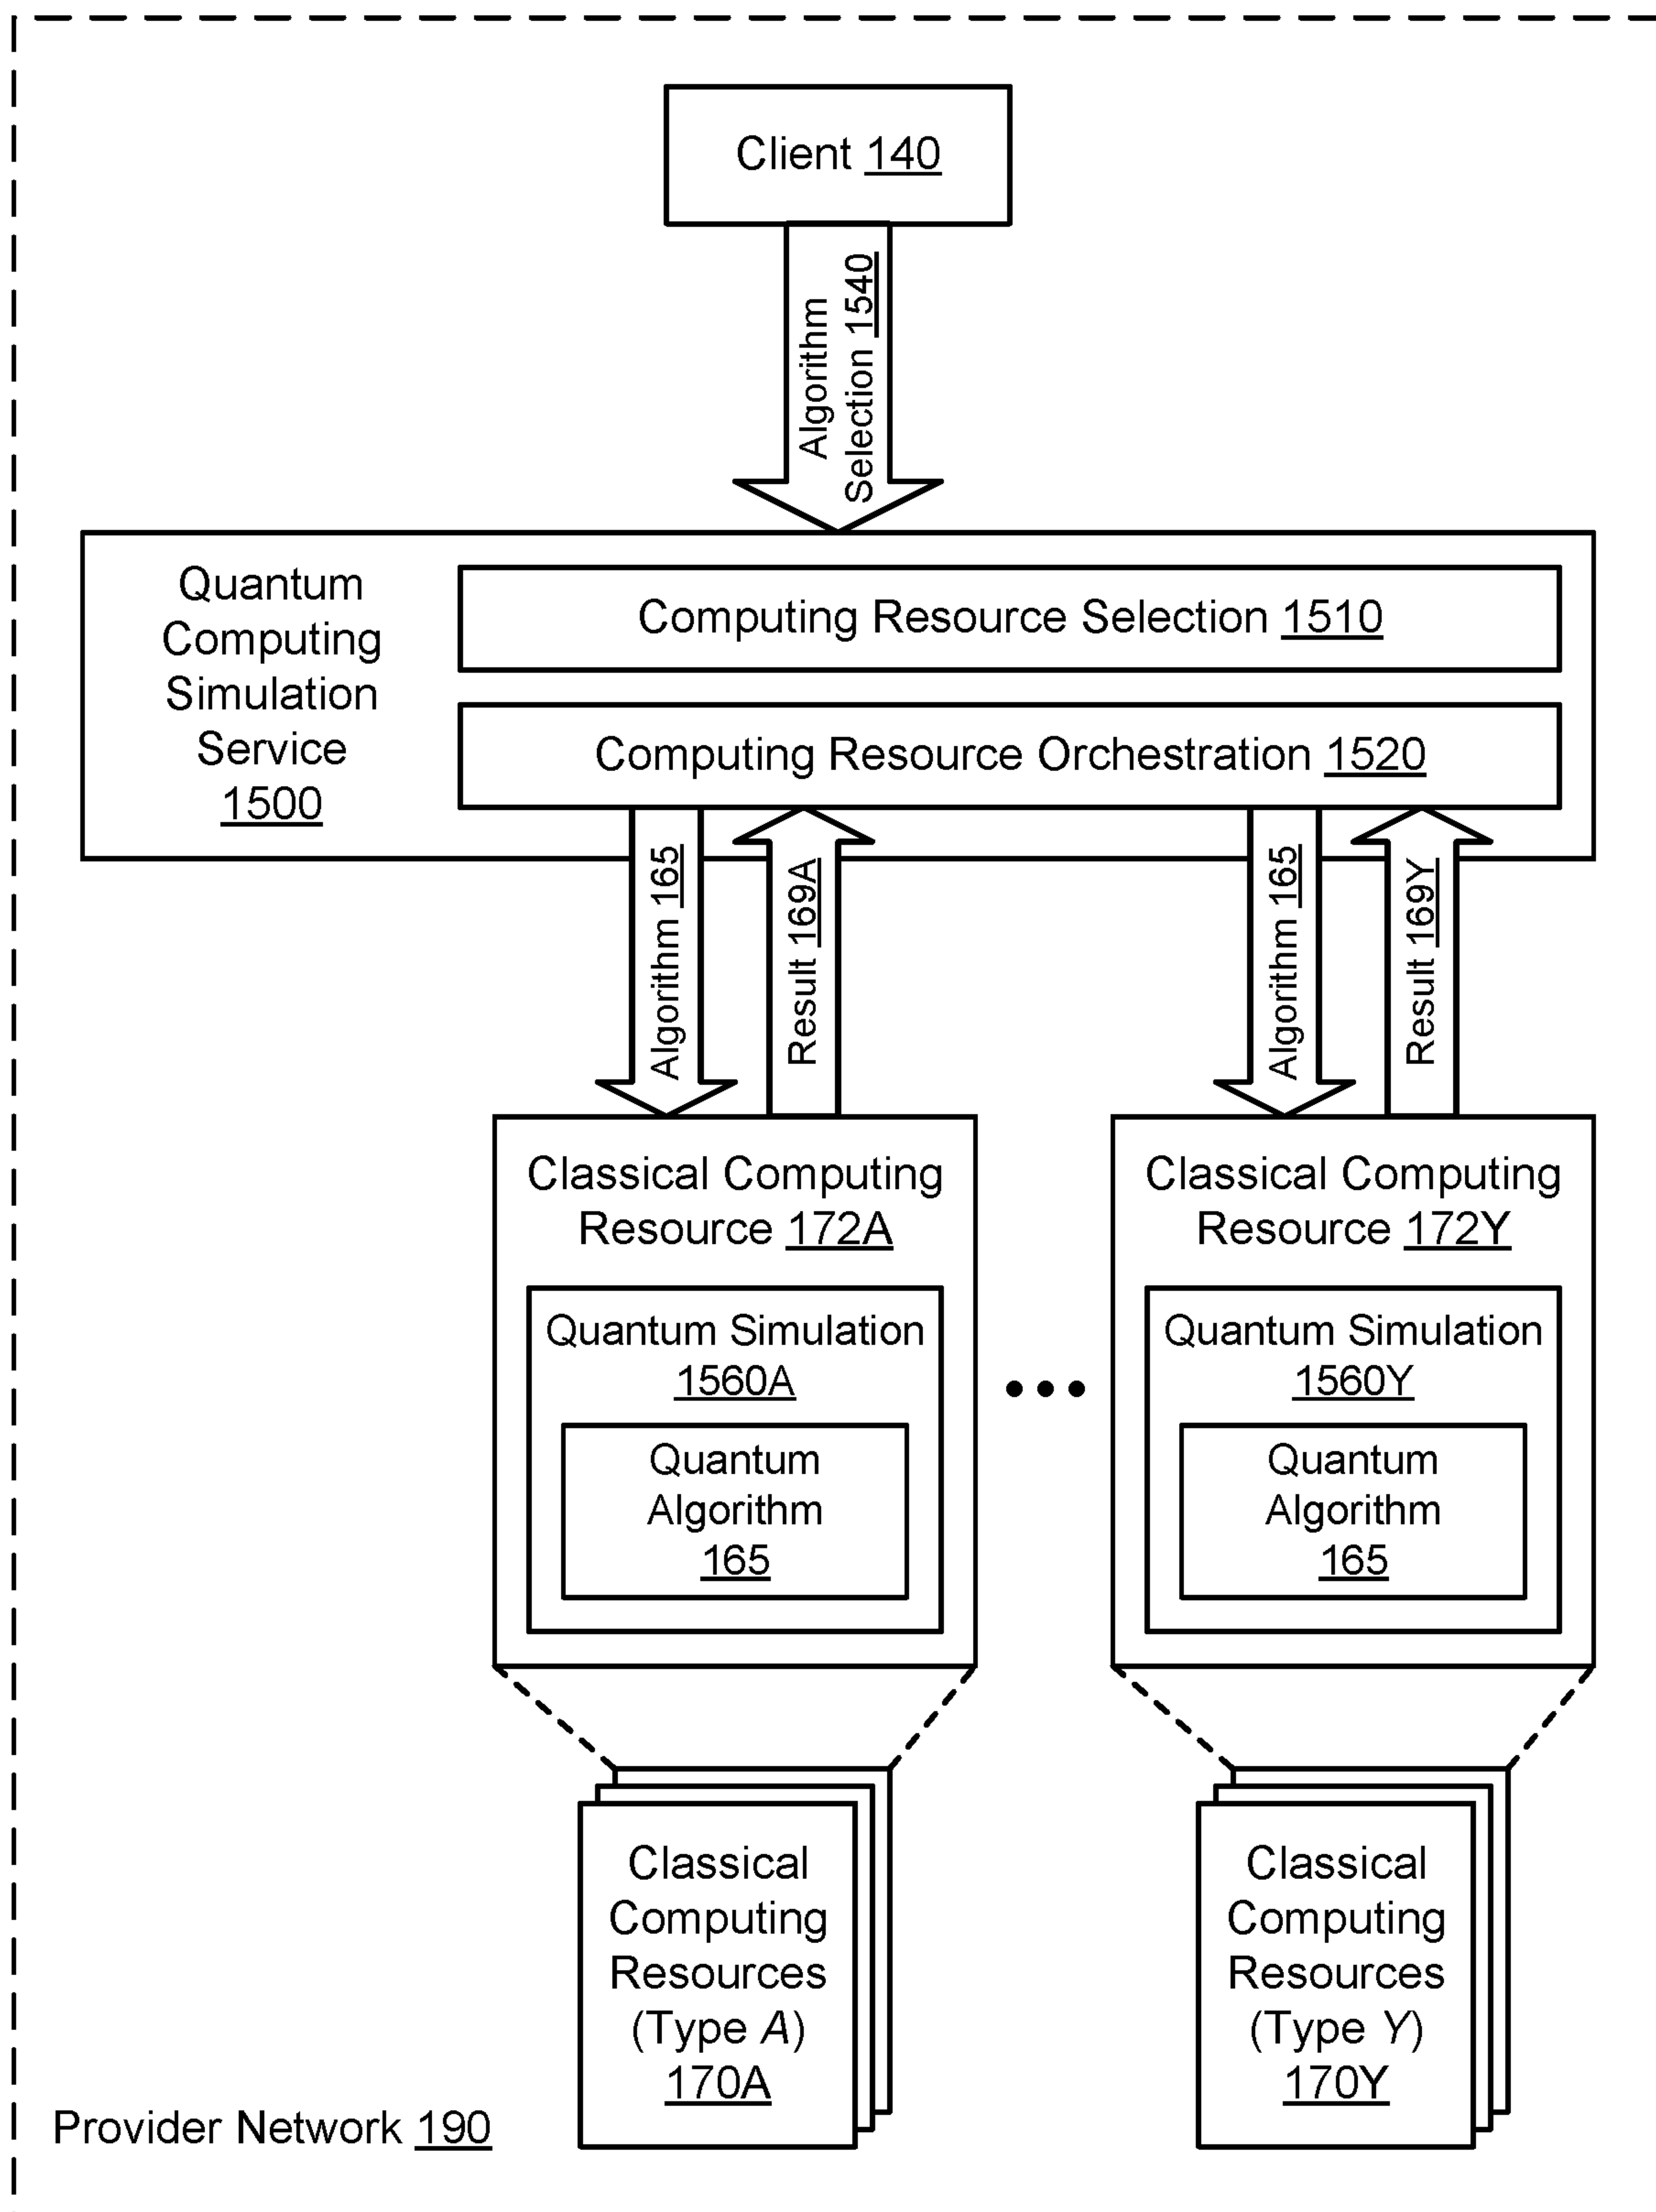 Client 140
Algorithm
Selection 1540
Quantum
Computing
Simulation
Service
1500
Computing Resource Selection 1510
Computing Resource Orchestration 1520
Algorithm 165
Result 169A
Algorithm 165
Result 169Y
Classical Computing
Resource 172A
Quantum Simulation
1560A
Quantum
Algorithm
165
Classical Computing
Resource 172Y
Quantum Simulation
1560Y
Quantum
Algorithm
165
Classical
Computing
Resources
(Type A)
170A
Classical
Computing
Resources
(Type Y)
170Y
Provider Network 190